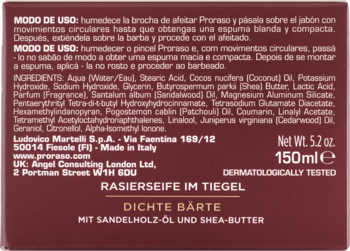 MODO DE USO: humedece la brocha de afeitar Proraso y pásala sobre el jabón con
movimientos circulares hasta que obtengas una espuma blanda y compacta.
Después, extiéndela sobre la barba y procede con el afeitado.
MODO DE USO: humedecer o pincel Proraso e, com movimentos circulares, passá
- lo no sabão de modo a obter uma espuma macia e compacta. Depois de se montar
a espuma, aplicá - la no rosto e proceder ao barbeado.
INGREDIENTS: Aqua (Water/Eau), Stearic Acid, Cocos nucifera (Coconut) Oil, Potassium
Hydroxide, Sodium Hydroxide, Glycerin, Butyrospermum parkii (Shea) Butter, Lactic Acid,
Parfum (Fragrance), Santalum album (Sandalwood) Oil, Magnesium Aluminum Silicate,
Pentaerythrityl Tetra-di-t-butyl Hydroxyhydrocinnamate, Tetrasodium Glutamate Diacetate,
Hexamethylindanopyran, Pogostemon cablin (Patchouli) Oil, Coumarin, Linalyl Acetate,
Tetramethyl Acetyloctahydronaphthalenes, Linalool, Juniperus virginiana (Cedarwood) Oil,
Geraniol, Citronellol, Alpha-Isomethyl Ionone.
Ludovico Martelli S.p.A. - Via Faentina 169/12
50014 Fiesole (FI) - Made in Italy
www.proraso.com
UK: Angel Consulting London Ltd,
2 Portman Street W1H 6DU
Net Wt. 5.2 oz.
150ml e
DERMATOLOGICALLY TESTED
RASIERSEIFE IM TIEGEL
DICHTE BÄRTE
MIT SANDELHOLZ-ÖL UND SHEA-BUTTER